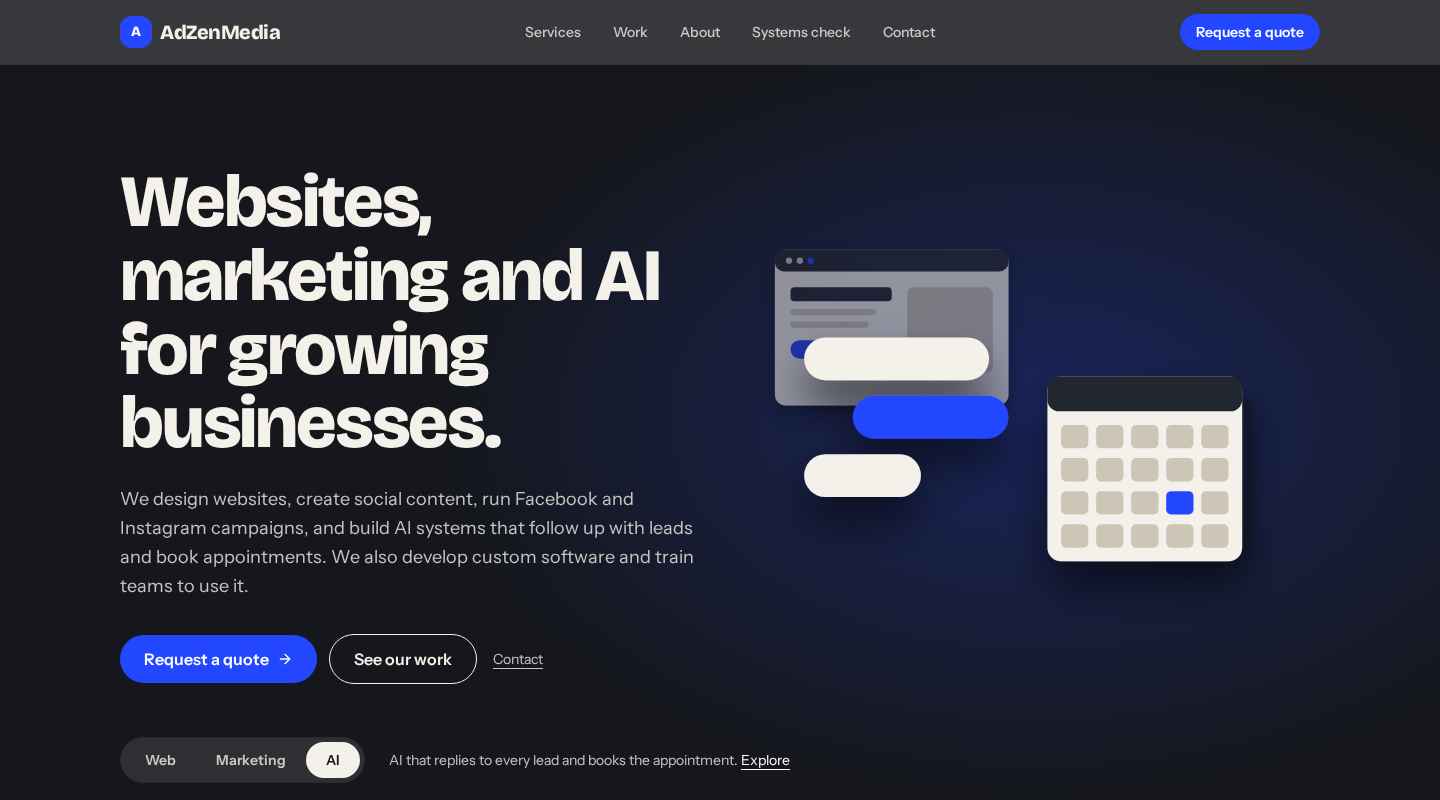 A AdZenMedia
Services Work About Systems check Contact
Request a quote
Websites,
marketing and AI
for growing
businesses.
We design websites, create social content, run Facebook and
Instagram campaigns, and build AI systems that follow up with leads
and book appointments. We also develop custom software and train
teams to use it.
Request a quote → See our work Contact
Web Marketing AI AI that replies to every lead and books the appointment. Explore